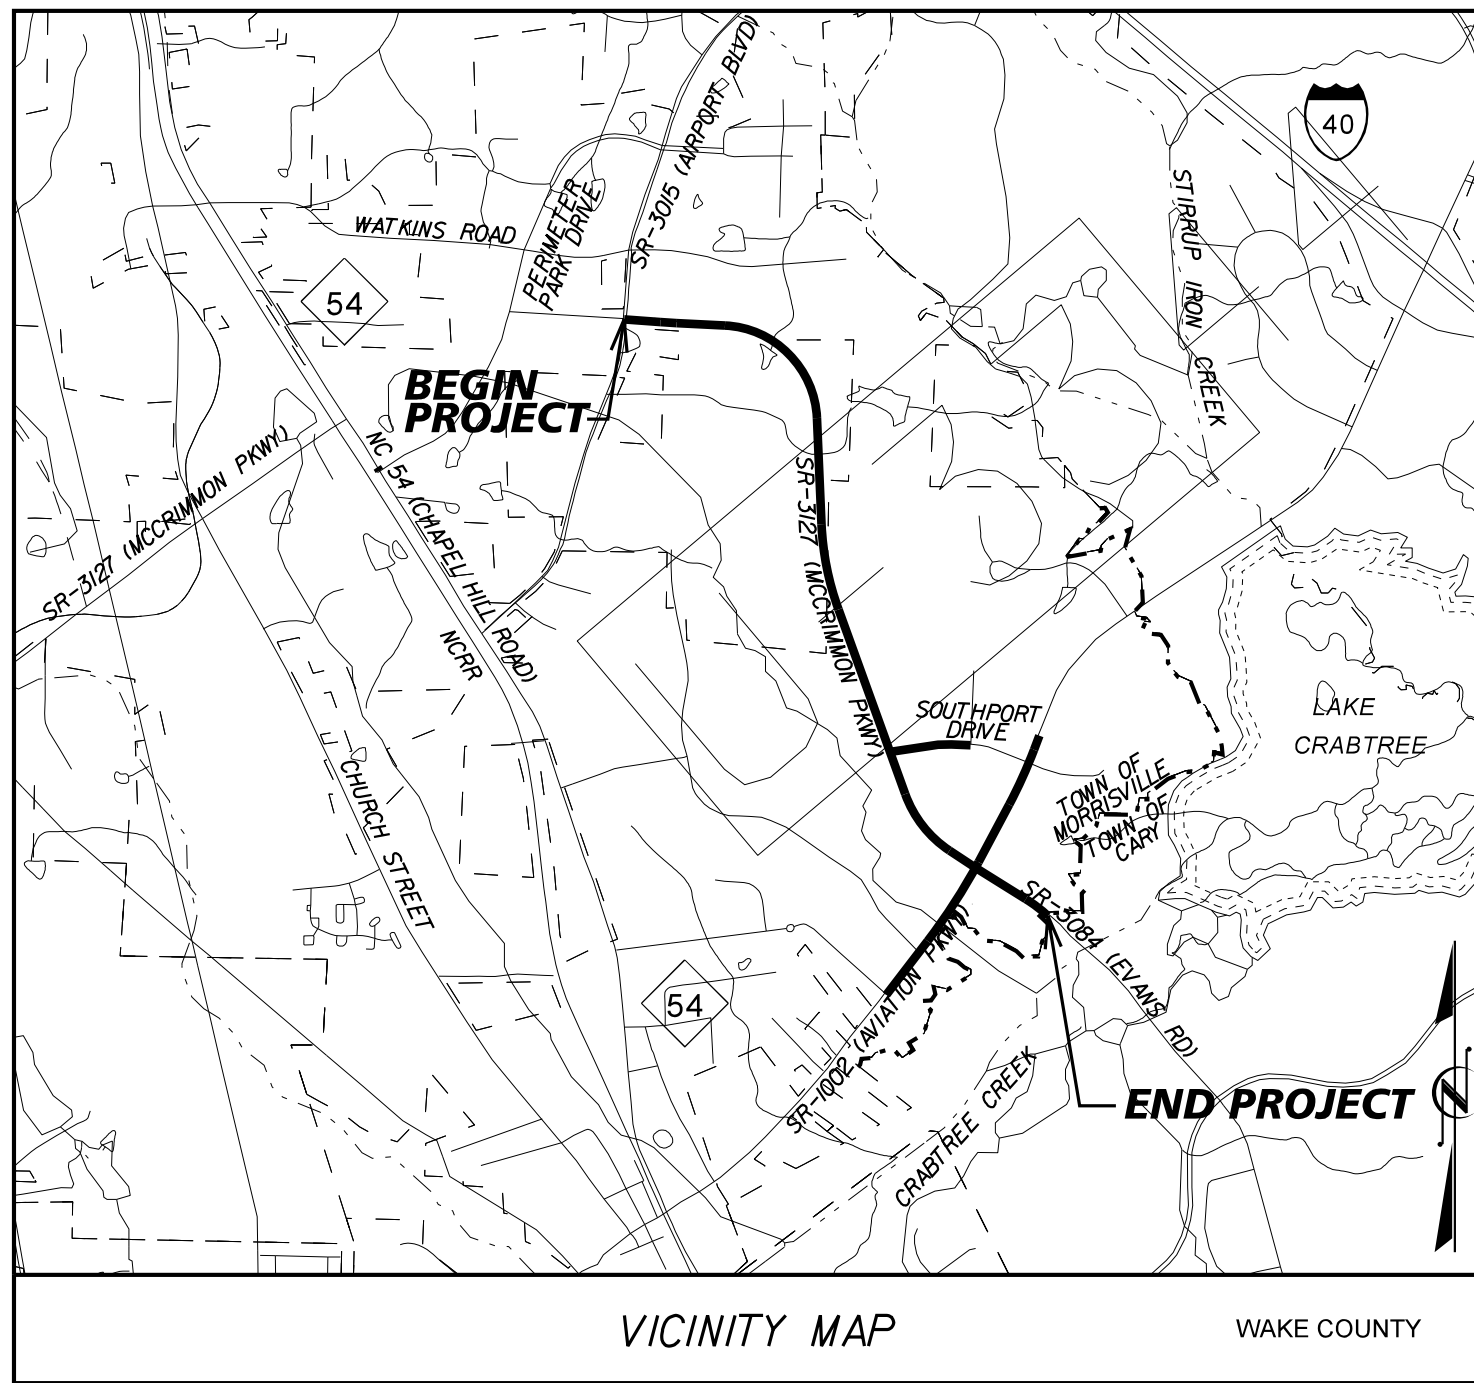 40
STIRRUP IRON CREEK
SR-3015 (AIRPORT BLVD)
PERIMETER
PARK DRIVE
WATKINS ROAD
54
BEGIN
PROJECT
NC 54 (CHAPEL HILL ROAD)
SR-3127 (MCCRIMMON PKWY)
SR-3127 (MCCRIMMON PKWY)
NCRR
SOUTHPORT
DRIVE
LAKE
CRABTREE
TOWN OF
MORRISVILLE
TOWN OF
CARY
CHURCH STREET
SR-3084 (EVANS RD)
54
SR-1002 (AVIATION PKWY)
CRABTREE CREEK
END PROJECT
N
VICINITY MAP
WAKE COUNTY